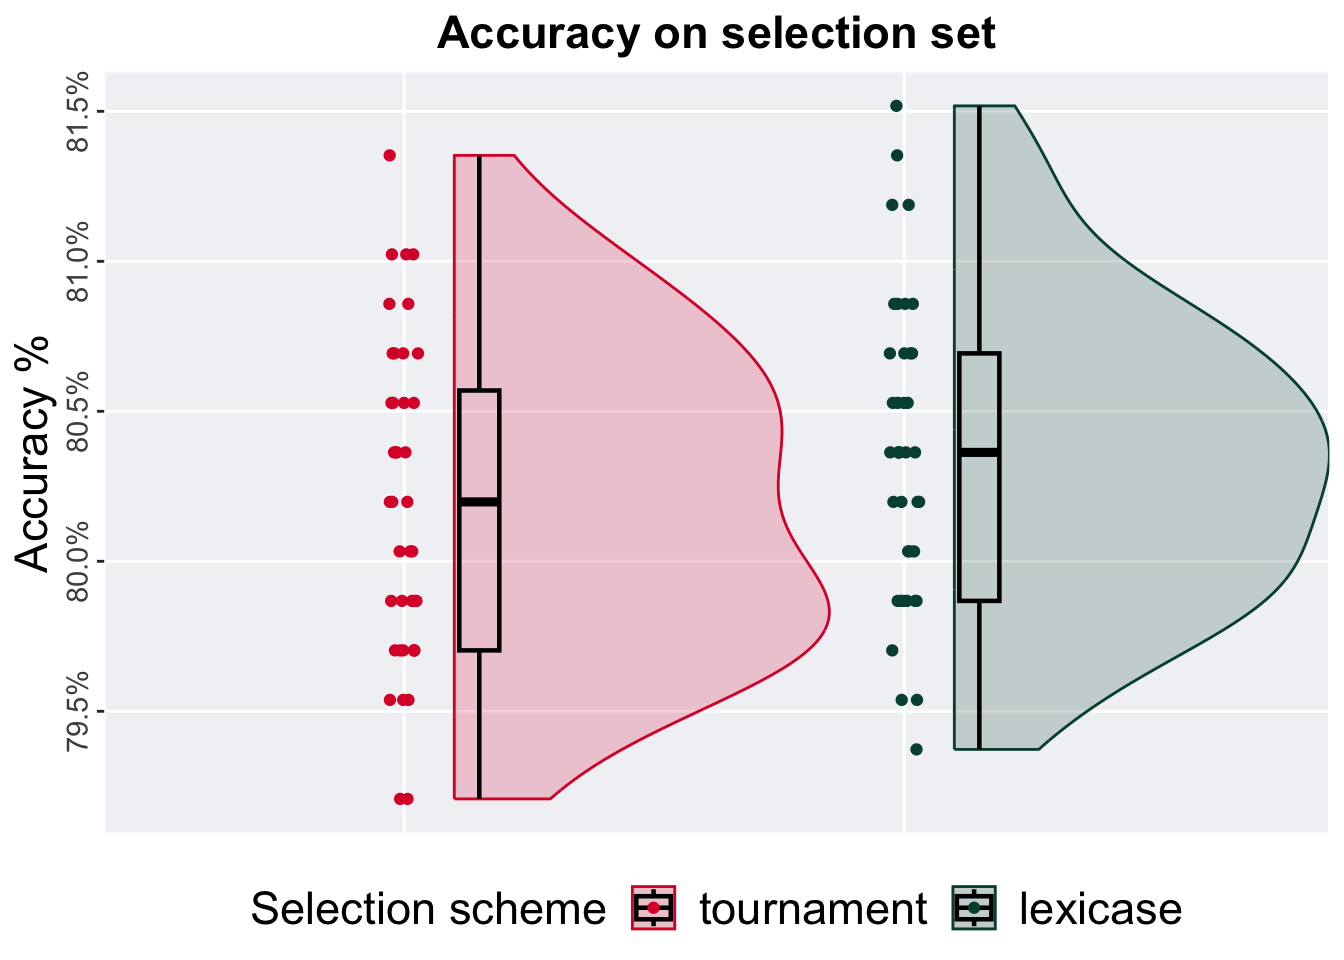 Accuracy on selection set
Accuracy %
81.5%
81.0%
80.5%
80.0%
79.5%
Selection scheme tournament lexicase